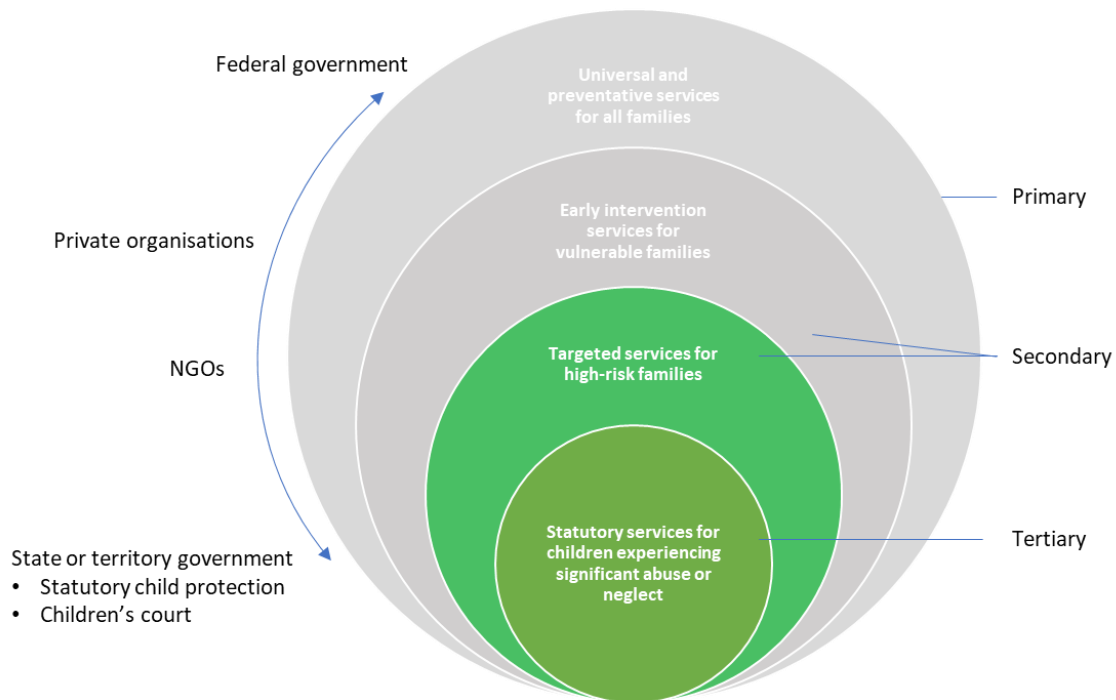 Federal government
Universal and
preventative services
for all families
Primary
Early intervention
services for
vulnerable families
Private organisations
Targeted services for
high-risk families
Secondary
NGOs
Statutory services for
children experiencing
significant abuse or
neglect
Tertiary
State or territory government
• Statutory child protection
• Children's court